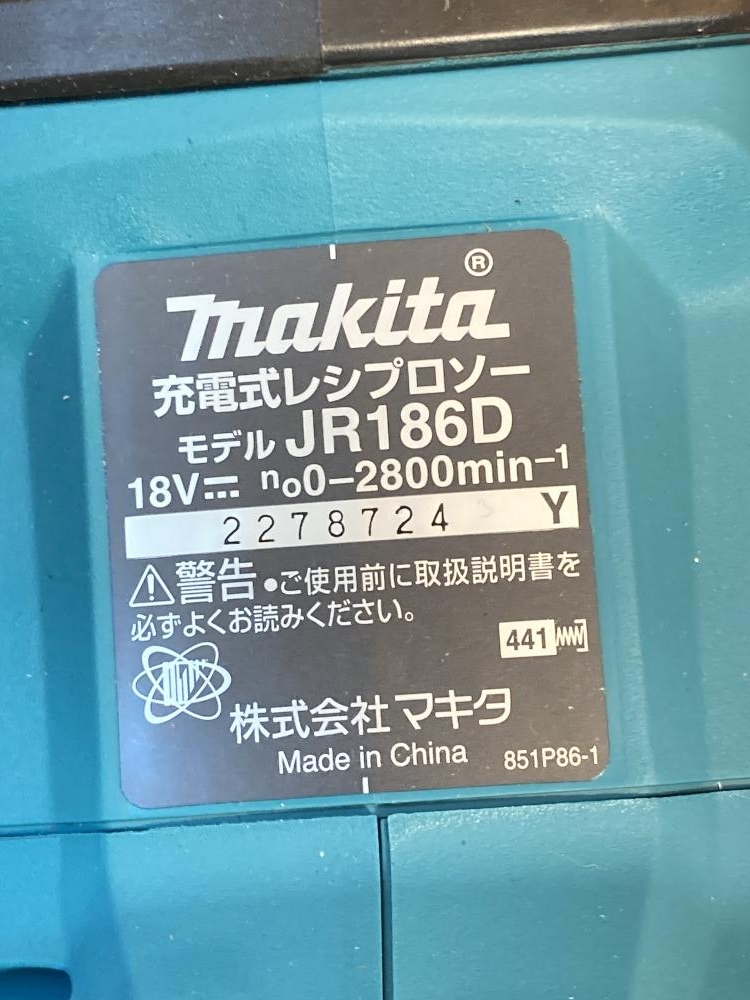 makita®
充電式レシプロソー
モデル JR186D
18V⎓ n₀0–2800min⁻¹
2278724 Y
⚠警告 ●ご使用前に取扱説明書を
必ずよくお読みください。
441
株式会社マキタ
Made in China 851P86-1